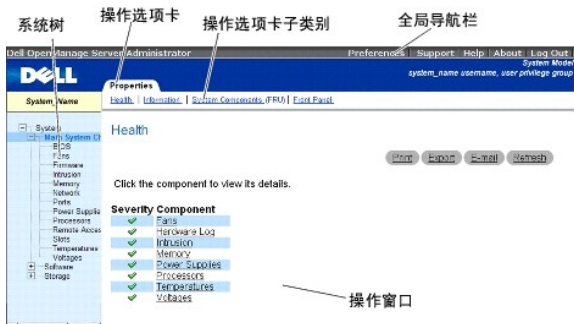 系统树
操作选项卡
操作选项卡子类别
全局导航栏
Dell OpenManage Server Administrator
Preferences Support Help About Log Out
System Model
system_name username, user privilege group
DELL
Properties
System_Name
Health Information System Components (FRU) Front Panel
System
Main System Ch
BIOS
Fans
Firmware
Intrusion
Memory
Network
Ports
Power Supplie
Processors
Remote Acces
Slots
Temperatures
Voltages
Software
Storage
Health
Print Export E-mail Refresh
Click the component to view its details.
Severity Component
Fans
Hardware Log
Intrusion
Memory
Power Supplies
Processors
Temperatures
Voltages
操作窗口